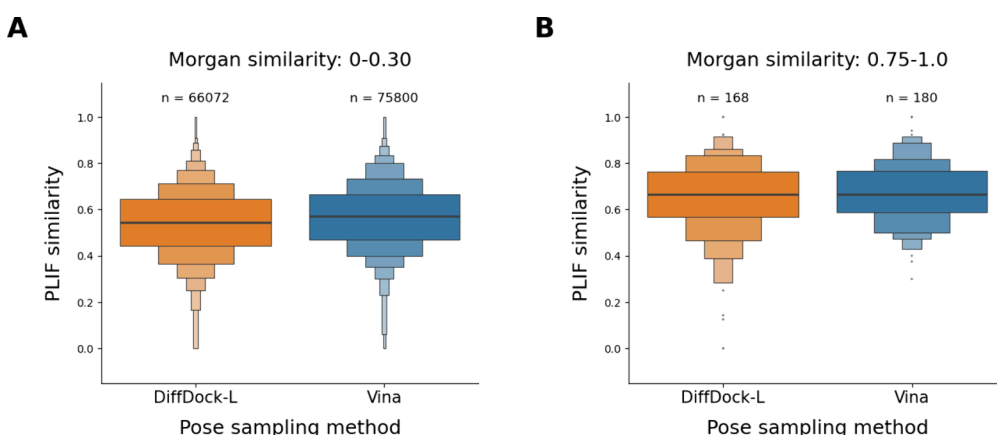 A
Morgan similarity: 0-0.30
n = 66072
n = 75800
1.0
0.8
0.6
0.4
0.2
0.0
PLIF similarity
DiffDock-L
Vina
Pose sampling method
B
Morgan similarity: 0.75-1.0
n = 168
n = 180
1.0
0.8
0.6
0.4
0.2
0.0
PLIF similarity
DiffDock-L
Vina
Pose sampling method